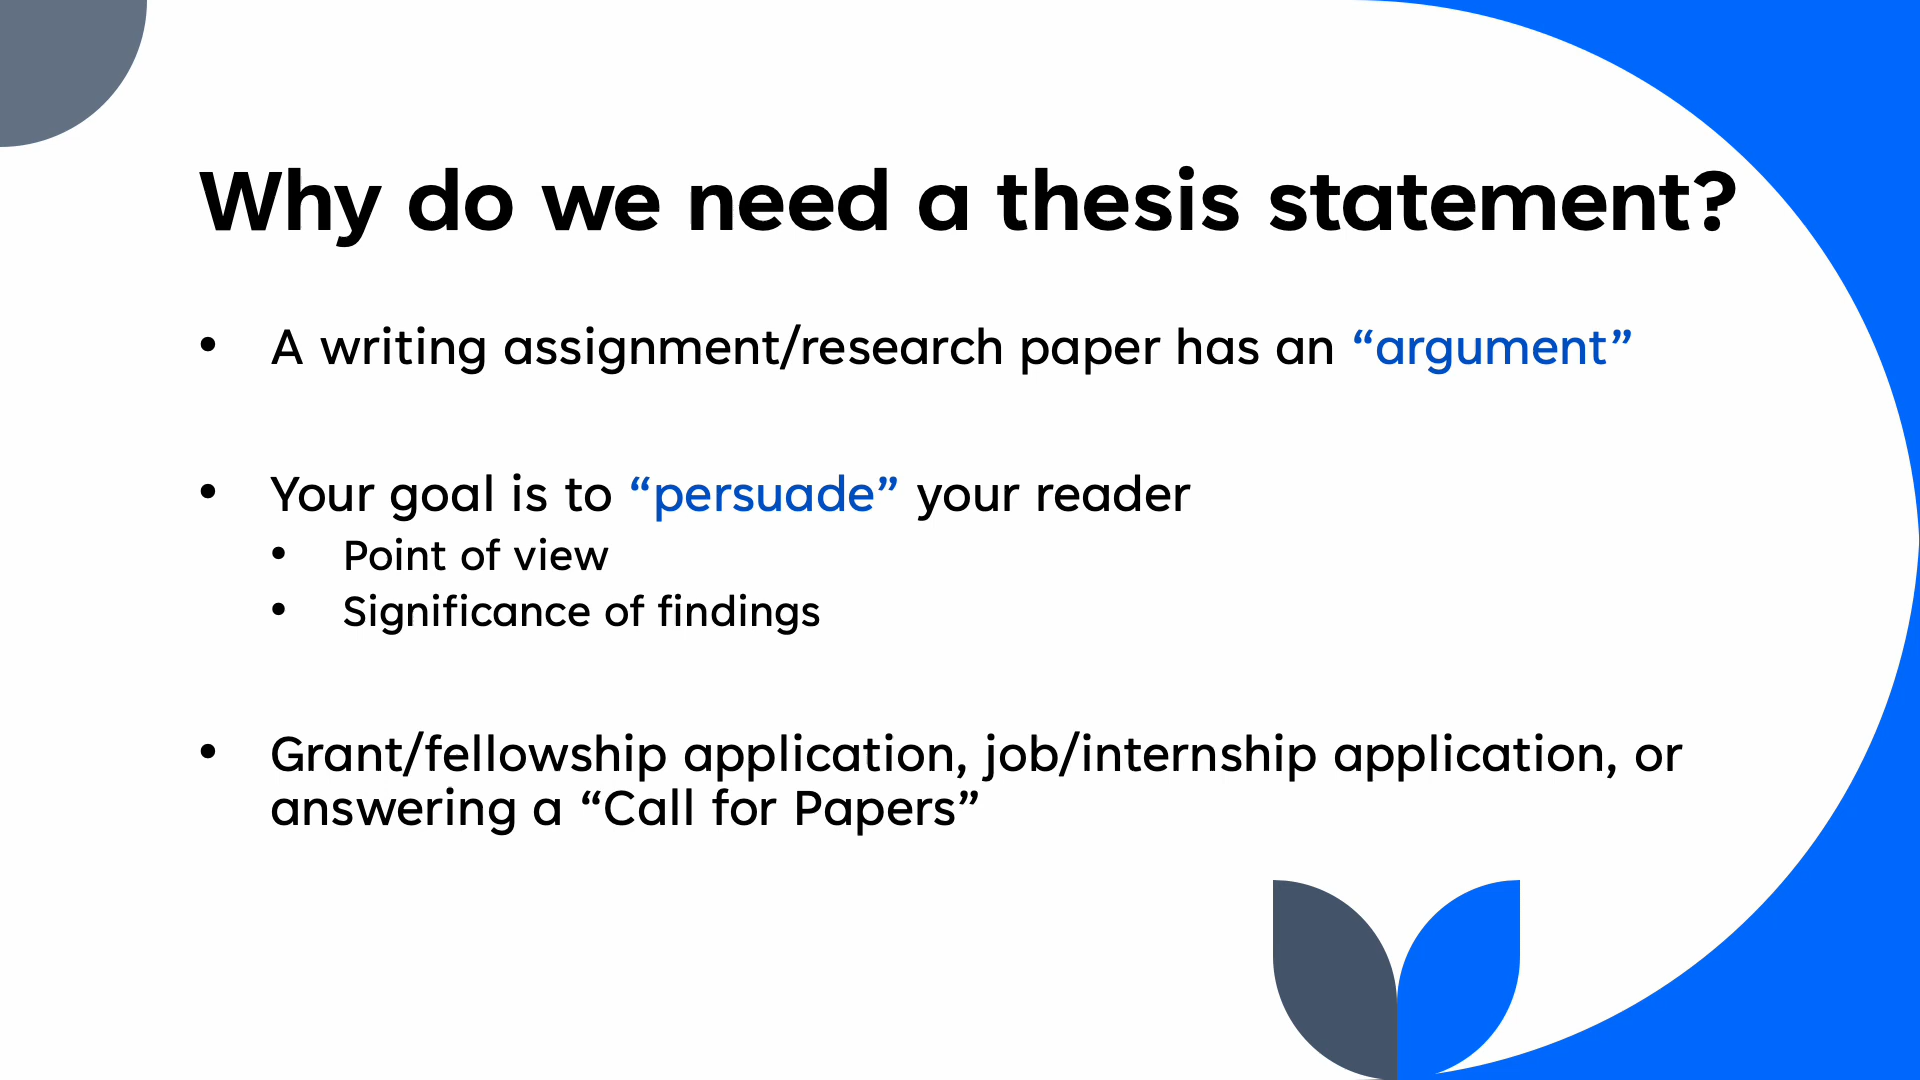 Why do we need a thesis statement?
• A writing assignment/research paper has an “argument”
• Your goal is to “persuade” your reader
• Point of view
• Significance of findings
• Grant/fellowship application, job/internship application, or
answering a “Call for Papers”